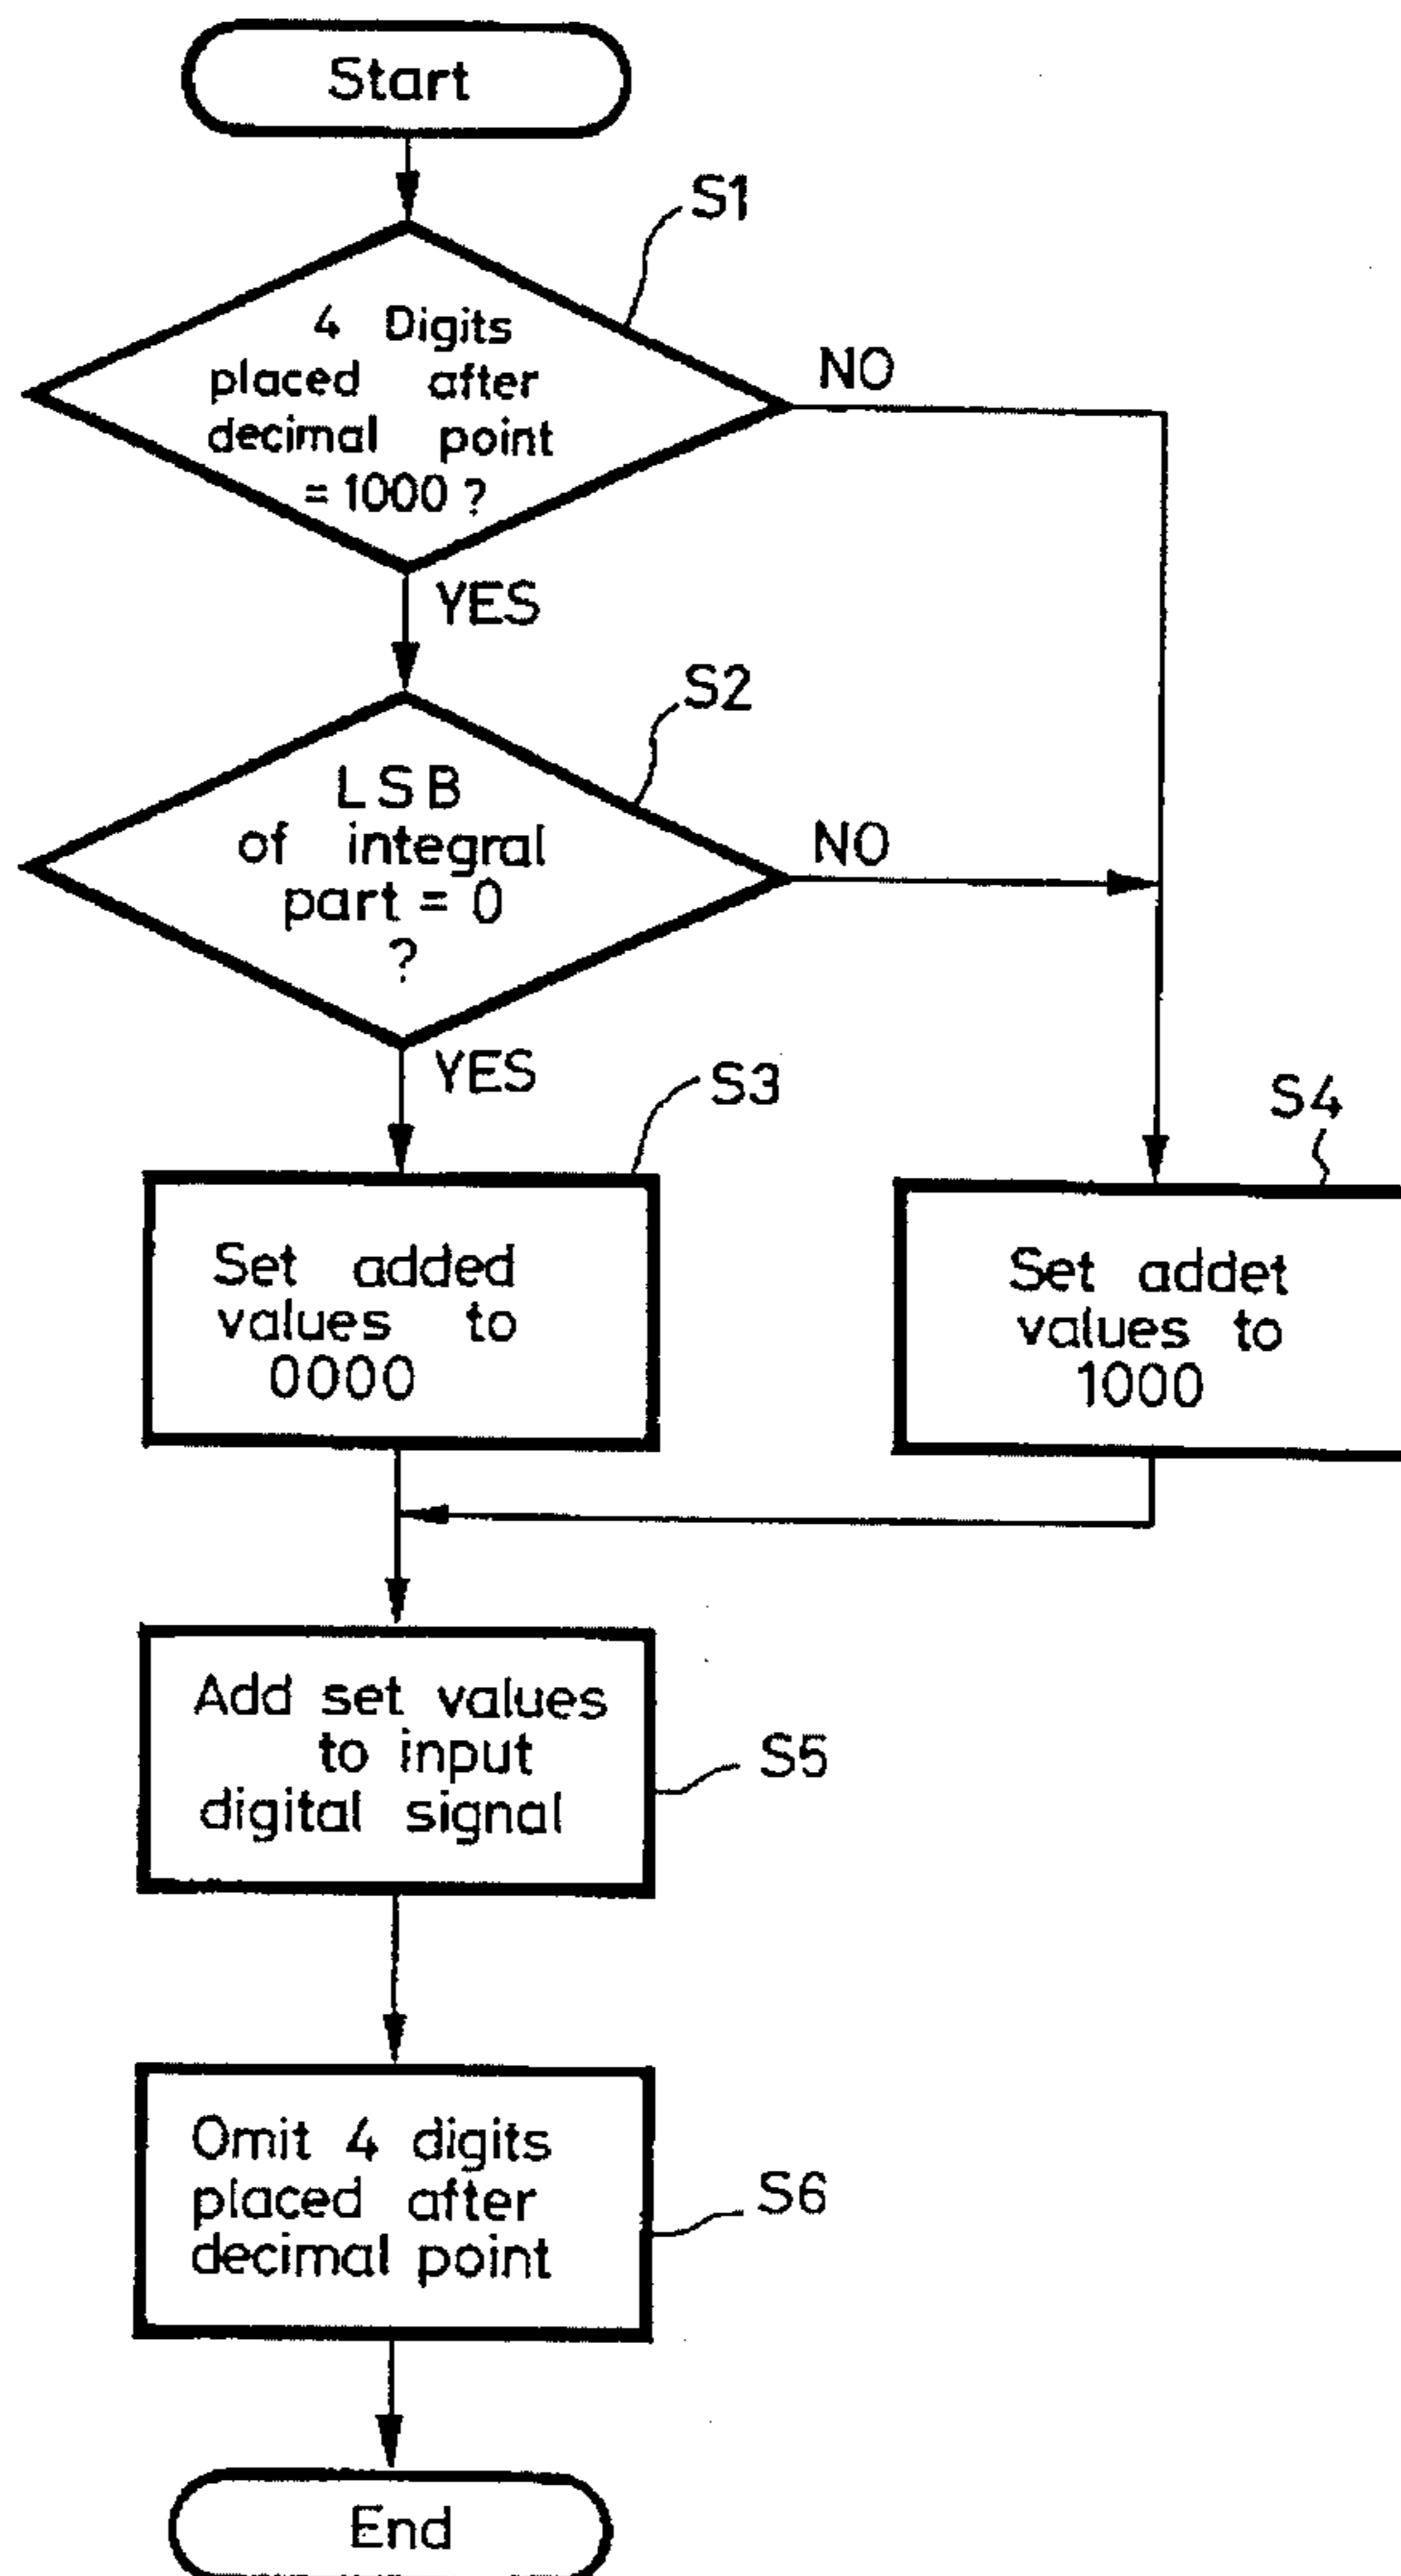 Start
S1
4 Digits
placed after
decimal point
= 1000 ?
NO
YES
S2
LSB
of integral
part = 0
?
NO
YES
S3
S4
Set added
values to
0000
Set addet
values to
1000
Add set values
to input
digital signal
S5
Omit 4 digits
placed after
decimal point
S6
End